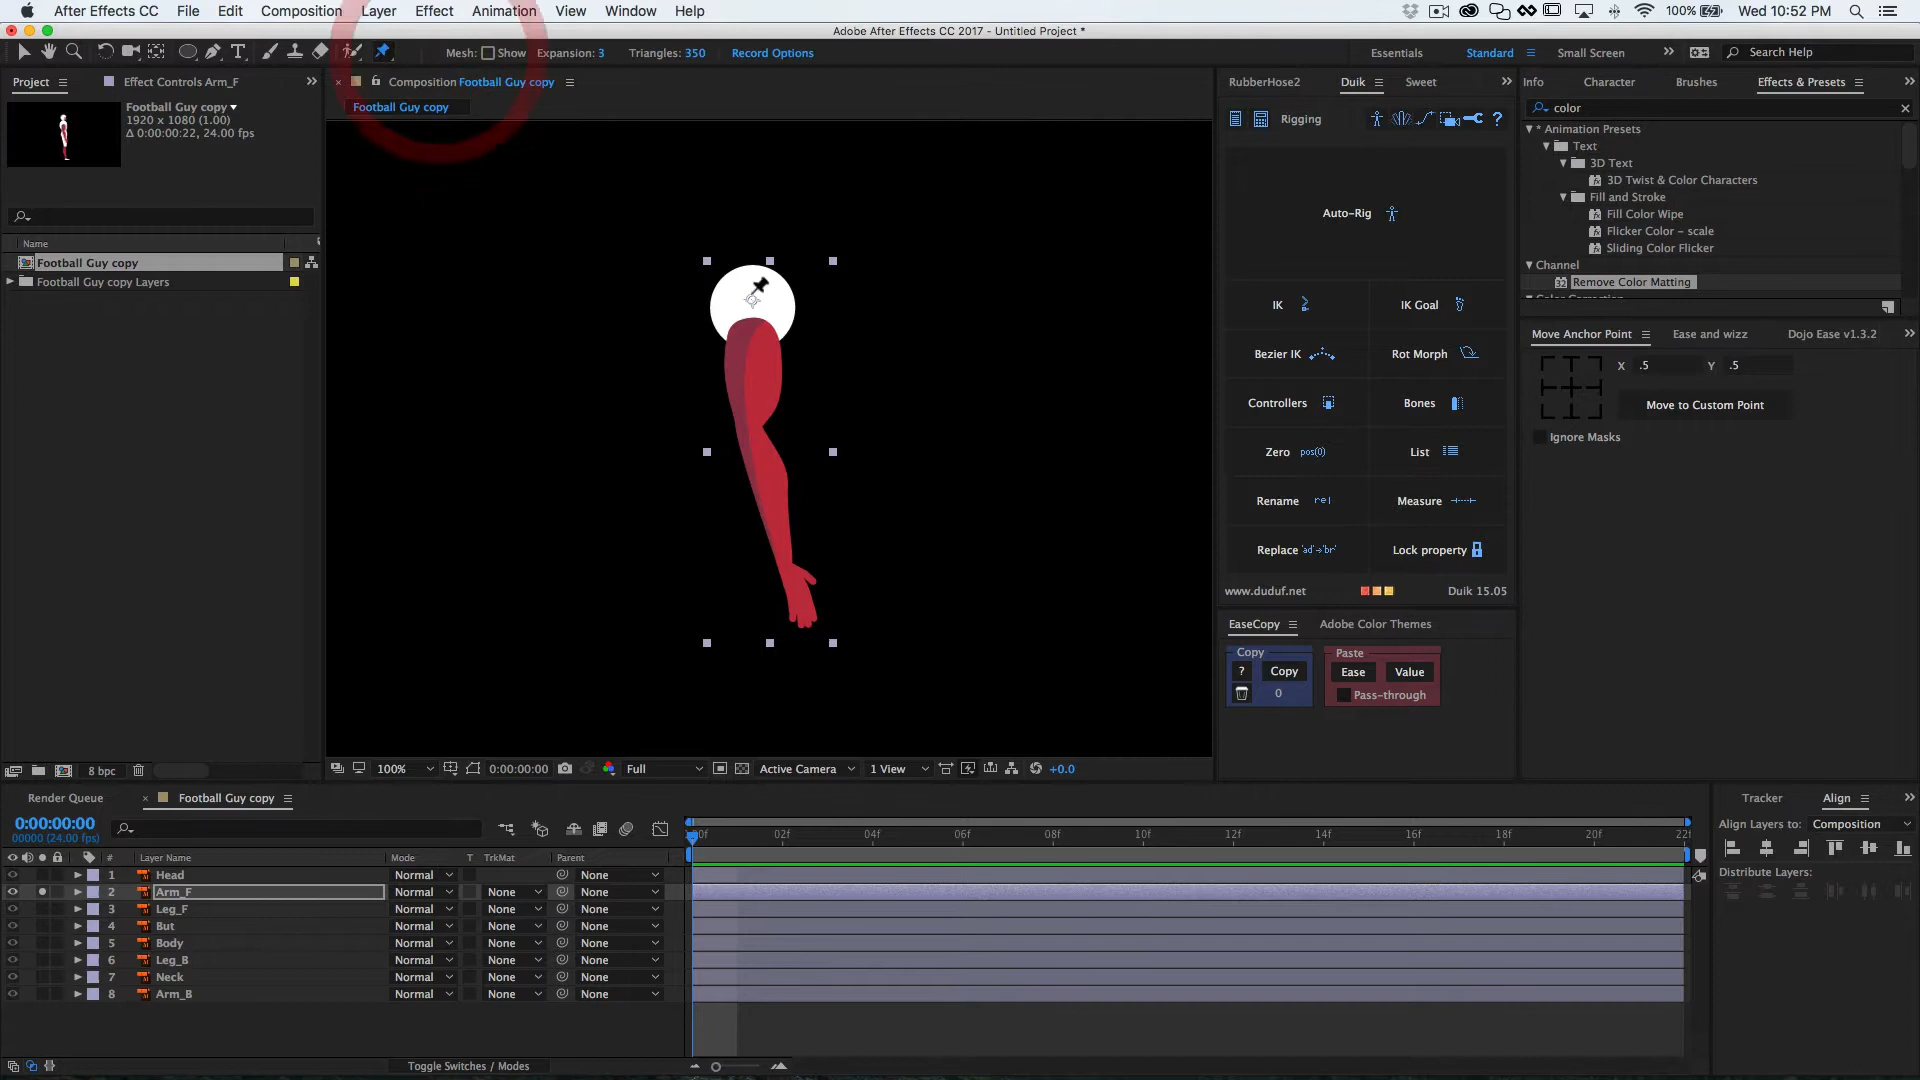 After Effects CC File Edit Composition Layer Effect Animation View Window Help 100% Wed 10:52 PM
Adobe After Effects CC 2017 - Untitled Project *
Mesh: Show Expansion: 3 Triangles: 350 Record Options Essentials Standard Small Screen Search Help
Project Effect Controls Arm_F Composition Football Guy copy RubberHose2 Duik Sweet Info Character Brushes Effects & Presets
Football Guy copy
1920 x 1080 (1.00)
Δ 0:00:00:22, 24.00 fps
Football Guy copy
Rigging
color
* Animation Presets
Text
3D Text
3D Twist & Color Characters
Fill and Stroke
Fill Color Wipe
Flicker Color - scale
Sliding Color Flicker
Channel
Remove Color Matting
Name
Football Guy copy
Football Guy copy Layers
Auto-Rig
IK IK Goal
Bezier IK Rot Morph
Controllers Bones
Zero pos(0) List
Rename Measure
Replace 'ad'→'br' Lock property
www.duduf.net Duik 15.05
Move Anchor Point Ease and wizz Dojo Ease v1.3.2
X .5 Y .5
Move to Custom Point
Ignore Masks
EaseCopy Adobe Color Themes
Copy Paste
? Copy Ease Value
0 Pass-through
8 bpc 100% 0:00:00:00 Full Active Camera 1 View +0.0
Render Queue Football Guy copy
0:00:00:00
00000 (24.00 fps)
02f 04f 06f 08f 10f 12f 14f 16f 18f 20f
# Layer Name Mode T TrkMat Parent
1 Head Normal None
2 Arm_F Normal None None
3 Leg_F Normal None None
4 But Normal None None
5 Body Normal None None
6 Leg_B Normal None None
7 Neck Normal None None
8 Arm_B Normal None None
Toggle Switches / Modes
Tracker Align
Align Layers to: Composition
Distribute Layers: